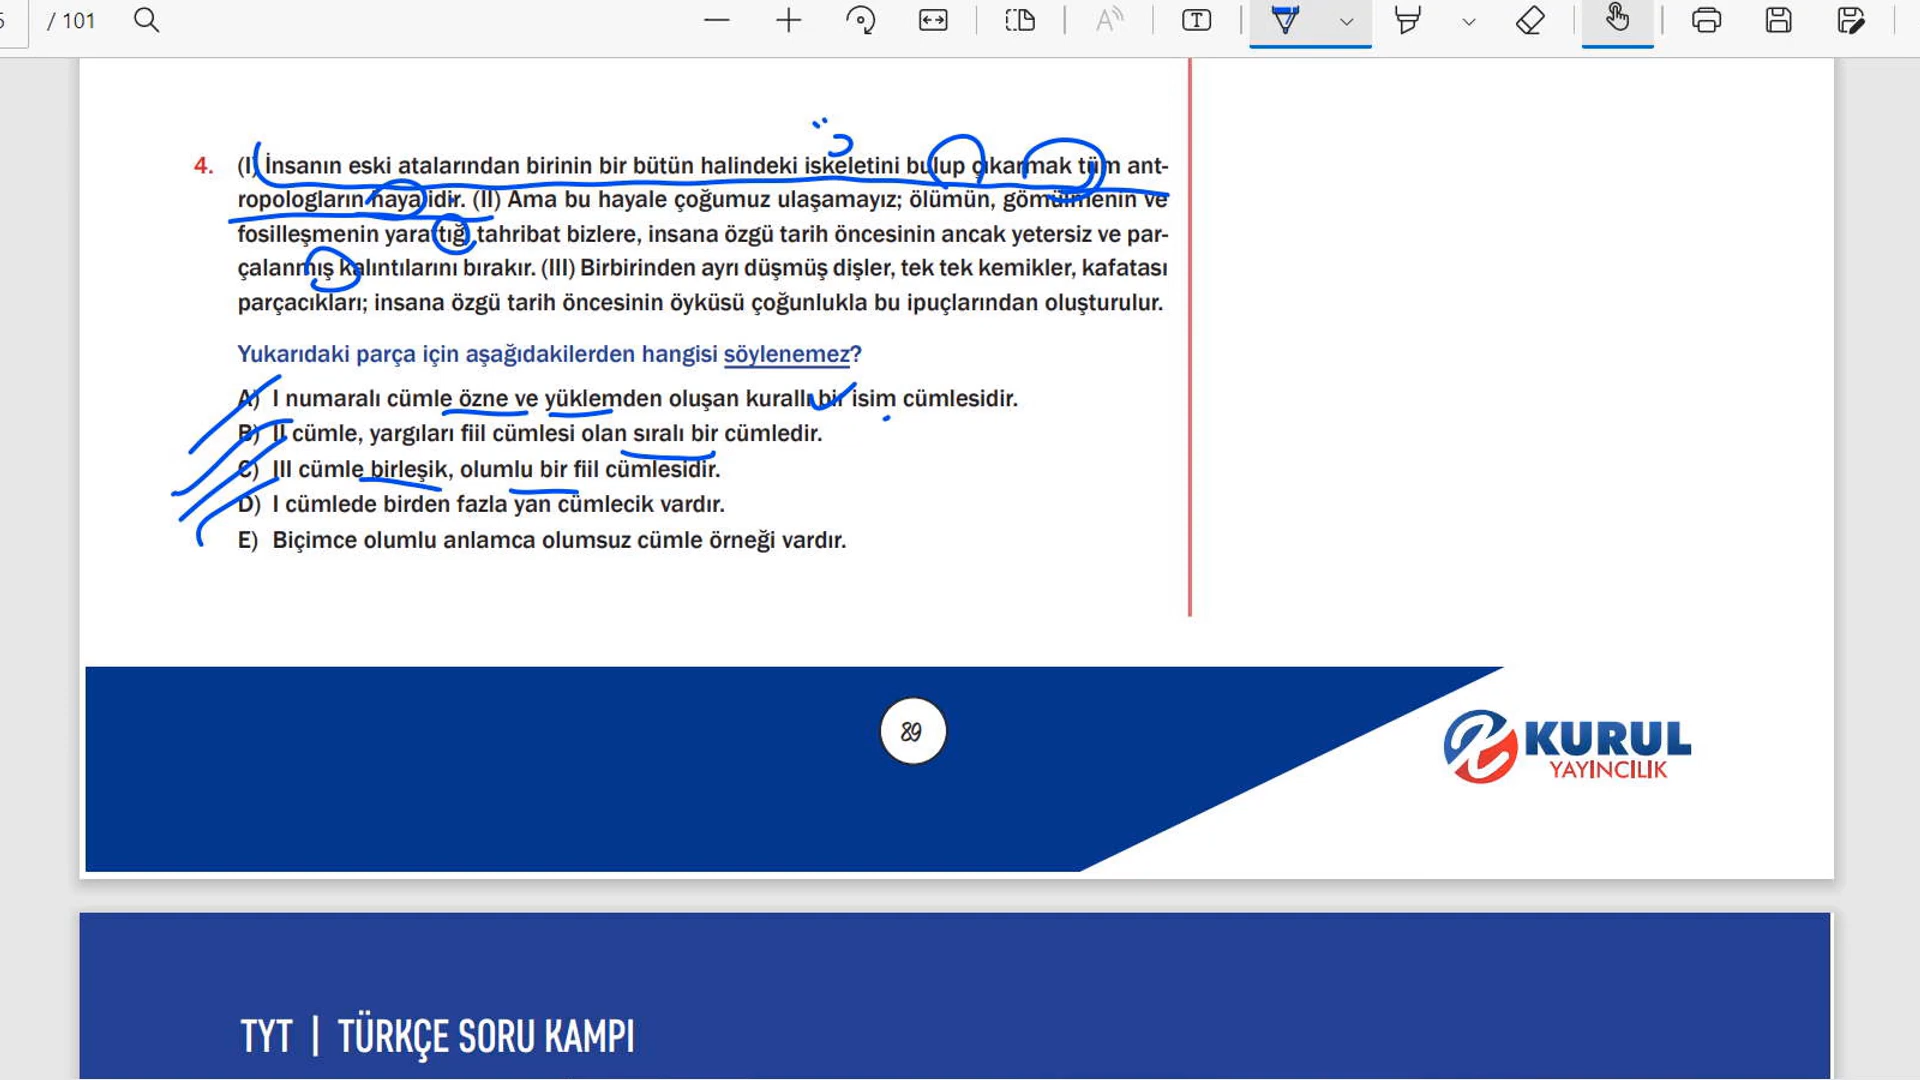 / 101
4. (I) İnsanın eski atalarından birinin bir bütün halindeki iskeletini bulup çıkarmak tüm ant-
ropologların hayalidir. (II) Ama bu hayale çoğumuz ulaşamayız; ölümün, gömülmenin ve
fosilleşmenin yarattığı tahribat bizlere, insana özgü tarih öncesinin ancak yetersiz ve par-
çalanmış kalıntılarını bırakır. (III) Birbirinden ayrı düşmüş dişler, tek tek kemikler, kafatası
parçacıkları; insana özgü tarih öncesinin öyküsü çoğunlukla bu ipuçlarından oluşturulur.
Yukarıdaki parça için aşağıdakilerden hangisi söylenemez?
A) I numaralı cümle özne ve yüklemden oluşan kurallı bir isim cümlesidir.
B) II cümle, yargıları fiil cümlesi olan sıralı bir cümledir.
C) III cümle birleşik, olumlu bir fiil cümlesidir.
D) I cümlede birden fazla yan cümlecik vardır.
E) Biçimce olumlu anlamca olumsuz cümle örneği vardır.
89
KURUL
YAYINCILIK
TYT | TÜRKÇE SORU KAMPI